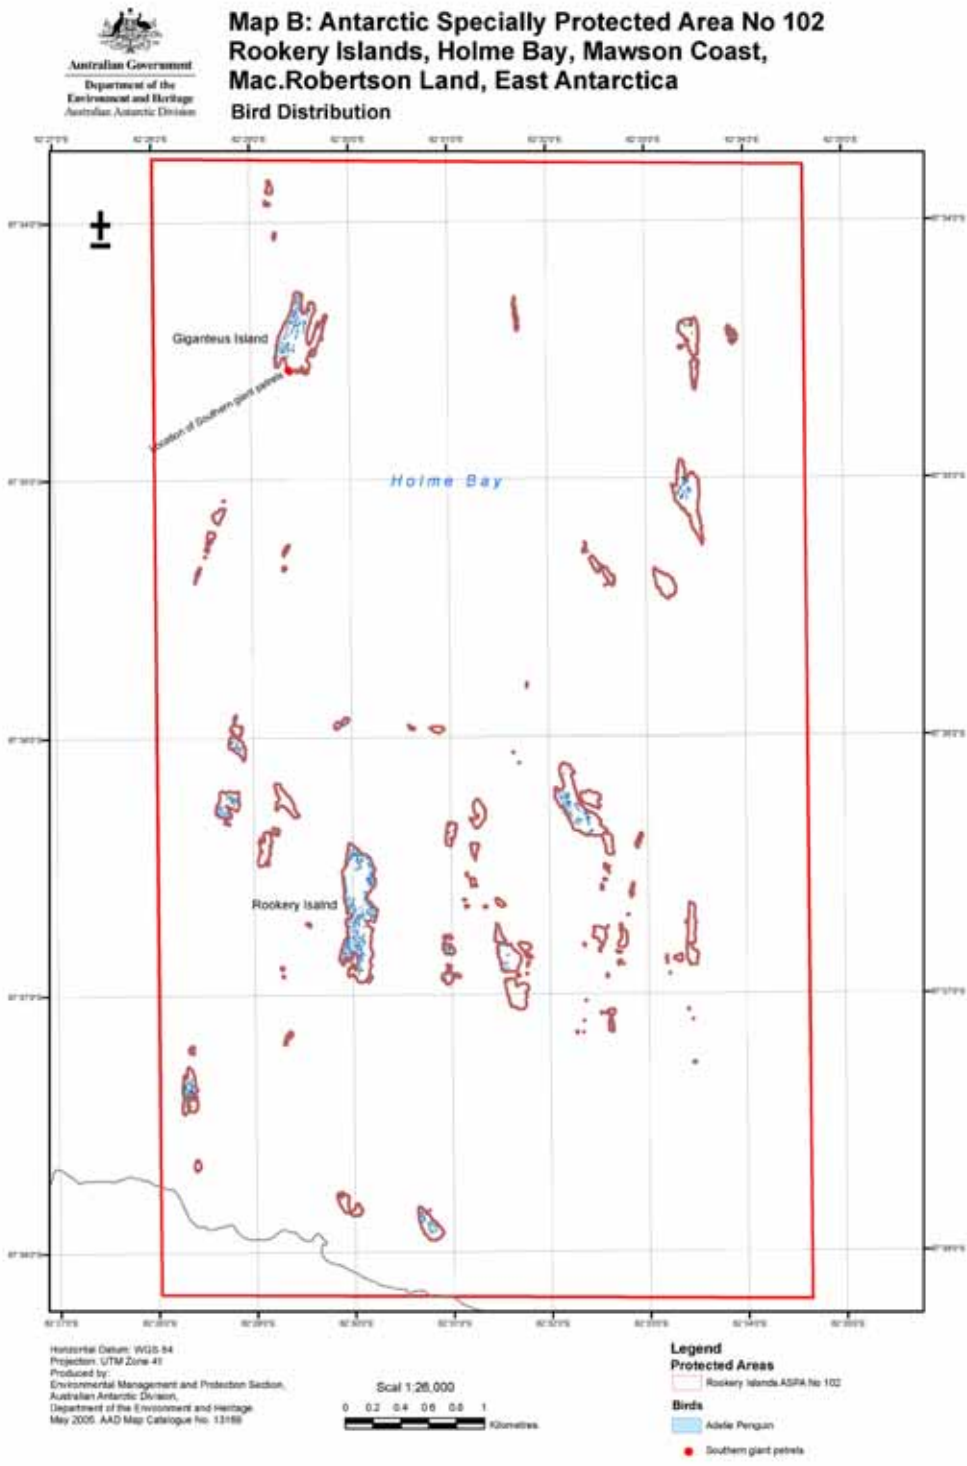 Map B: Antarctic Specially Protected Area No 102
Rookery Islands, Holme Bay, Mawson Coast,
Mac.Robertson Land, East Antarctica
Bird Distribution
Australian Government
Department of the
Environment and Heritage
Australian Antarctic Division
Giganteus Island
Location of Southern giant petrels
Holme Bay
Rookery Isalnd
Horizontal Datum: WGS 84
Projection: UTM Zone 41
Produced by:
Environmental Management and Protection Section,
Australian Antarctic Division,
Department of the Environment and Heritage
May 2005. AAD Map Catalogue No. 13169
Scal 1:26,000
0 0.2 0.4 0.6 0.8 1
Kilometres
Legend
Protected Areas
Rookery Islands ASPA No 102
Birds
Adelie Penguin
Southern giant petrels